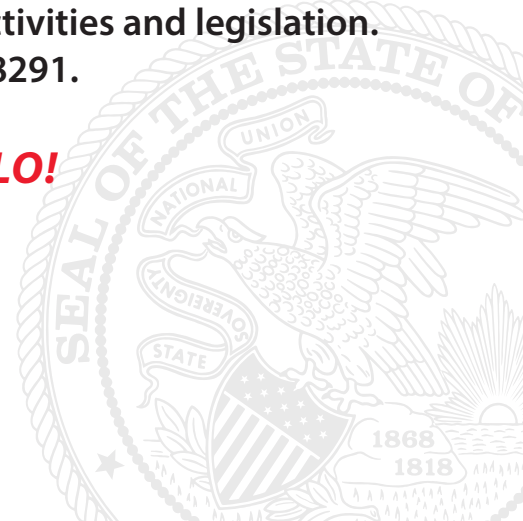 tivities and legislation.
3291.
LO!
SEAL OF THE STATE OF
NATIONAL UNION
STATE SOVEREIGNTY
1868
1818